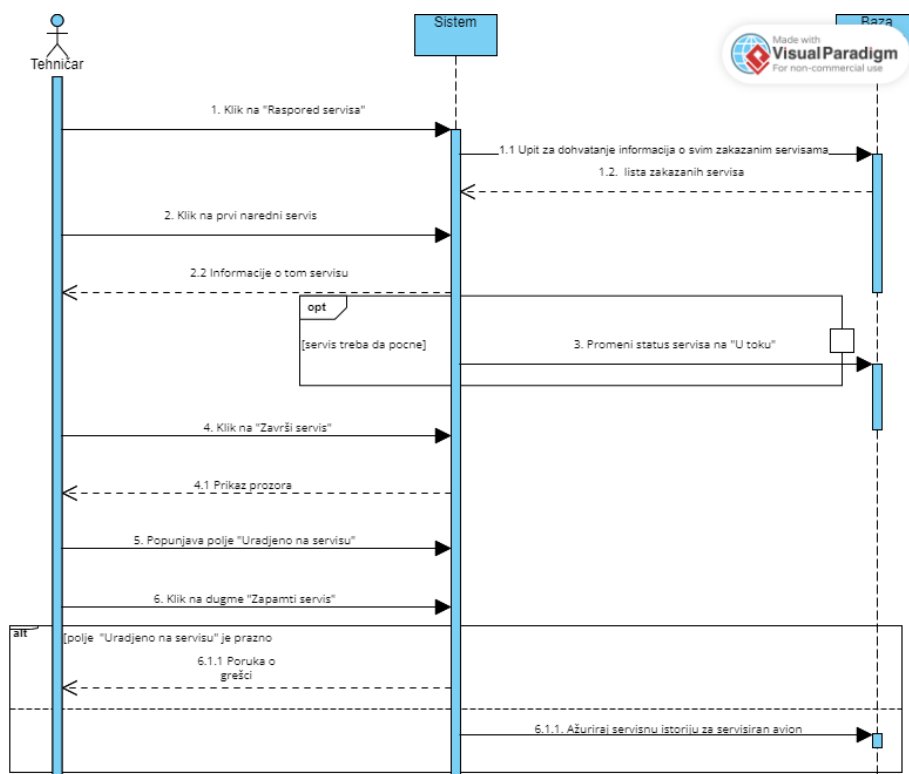 Sistem
Baza
Made with
Visual Paradigm
For non-commercial use
Tehničar
1. Klik na "Raspored servisa"
1.1 Upit za dohvatanje informacija o svim zakazanim servisama
1.2. lista zakazanih servisa
2. Klik na prvi naredni servis
2.2 Informacije o tom servisu
opt
[servis treba da pocne]
3. Promeni status servisa na "U toku"
4. Klik na "Završi servis"
4.1 Prikaz prozora
5. Popunjava polje "Uradjeno na servisu"
6. Klik na dugme "Zapamti servis"
alt
[polje "Uradjeno na servisu" je prazno
6.1.1 Poruka o
grešci
6.1.1. Ažuriraj servisnu istoriju za servisiran avion